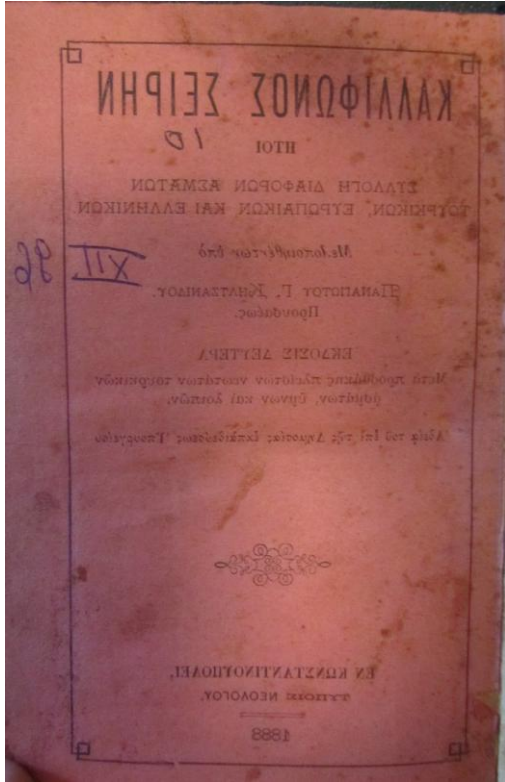 ΚΑΛΛΙΦΩΝΟΣ ΣΕΙΡΗΝ
ΗΤΟΙ
10
ΣΥΛΛΟΓΗ ΔΙΑΦΟΡΩΝ ΑΣΜΑΤΩΝ
ΤΟΥΡΚΙΚΩΝ, ΕΥΡΩΠΑΪΚΩΝ ΚΑΙ ΕΛΛΗΝΙΚΩΝ
Μελοποιηθέντων ὑπὸ
XII. 96
ΠΑΝΑΓΙΩΤΟΥ Γ. ΚΗΛΤΖΑΝΙΔΟΥ.
Προυσαέως.
ΕΚΔΟΣΙΣ ΔΕΥΤΕΡΑ
Μετὰ προσθήκης πλείστων νεωτάτων τουρκικῶν
ᾀσμάτων, ὕμνων καὶ λοιπῶν.
Ἀδείᾳ τοῦ ἐπὶ τῆς Δημοσίας ἐκπαιδεύσεως Ὑπουργείου
ΕΝ ΚΩΝΣΤΑΝΤΙΝΟΥΠΟΛΕΙ,
ΤΥΠΟΙΣ ΝΕΟΛΟΓΟΥ
1888